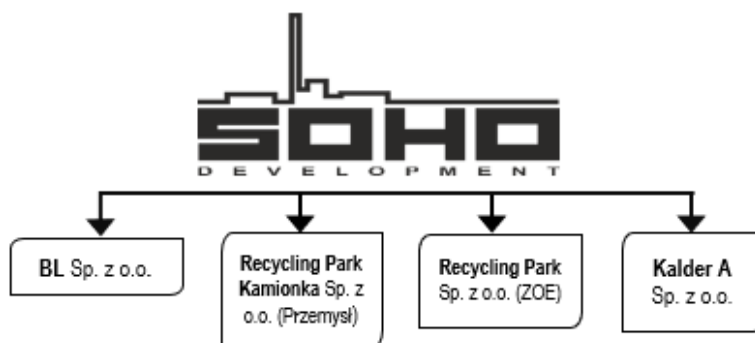 SOHO
DEVELOPMENT
BL Sp. z o.o.
Recycling Park
Kamionka Sp. z
o.o. (Przemysł)
Recycling Park
Sp. z o.o. (ZOE)
Kalder A
Sp. z o.o.